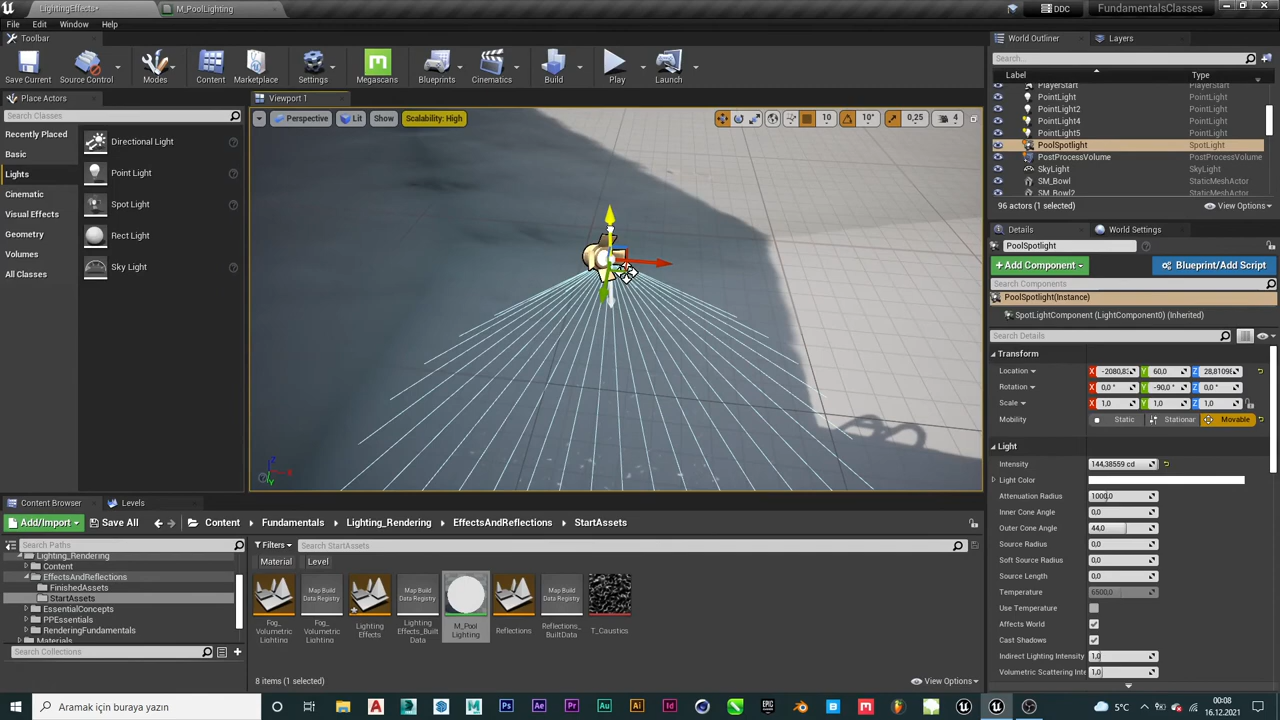 LightingEffects*
M_PoolLighting
DDC
FundamentalsClasses
File Edit Window Help
Toolbar
Save Current Source Control Modes Content Marketplace Settings Megascans Blueprints Cinematics Build Play Launch
Place Actors
Search Classes
Recently Placed
Basic
Lights
Cinematic
Visual Effects
Geometry
Volumes
All Classes
Directional Light
Point Light
Spot Light
Rect Light
Sky Light
Viewport 1
Perspective Lit Show Scalability: High 10 10° 0,25 4
World Outliner Layers
Search...
Label Type
PlayerStart PlayerStart
PointLight PointLight
PointLight2 PointLight
PointLight4 PointLight
PointLight5 PointLight
PoolSpotlight SpotLight
PostProcessVolume PostProcessVolume
SkyLight SkyLight
SM_Bowl StaticMeshActor
SM_Bowl2 StaticMeshActor
96 actors (1 selected) View Options
Details World Settings
PoolSpotlight
+ Add Component Blueprint/Add Script
Search Components
PoolSpotlight(Instance)
SpotLightComponent (LightComponent0) (Inherited)
Search Details
Transform
Location X -2080,8 Y 60,0 Z 28,8109
Rotation X 0,0 ° Y -90,0 ° Z 0,0 °
Scale X 1,0 Y 1,0 Z 1,0
Mobility Static Stationar Movable
Light
Intensity 144,38559 cd
Light Color
Attenuation Radius 1000,0
Inner Cone Angle 0,0
Outer Cone Angle 44,0
Source Radius 0,0
Soft Source Radius 0,0
Source Length 0,0
Temperature 6500,0
Use Temperature
Affects World
Cast Shadows
Indirect Lighting Intensity 1,0
Volumetric Scattering Inte 1,0
Content Browser Levels
Add/Import Save All Content Fundamentals Lighting_Rendering EffectsAndReflections StartAssets
Search Paths
Lighting_Rendering
Content
EffectsAndReflections
FinishedAssets
StartAssets
EssentialConcepts
PPEssentials
RenderingFundamentals
Materials
Search Collections
Filters Search StartAssets
Material Level
Map Build Data Registry
Map Build Data Registry
Map Build Data Registry
Fog_Volumetric Lighting
Fog_Volumetric Lighting
Lighting Effects
Lighting Effects_Built Data
M_Pool Lighting
Reflections
Reflections_BuiltData
T_Caustics
8 items (1 selected) View Options
Aramak için buraya yazın
5°C
00:08
16.12.2021